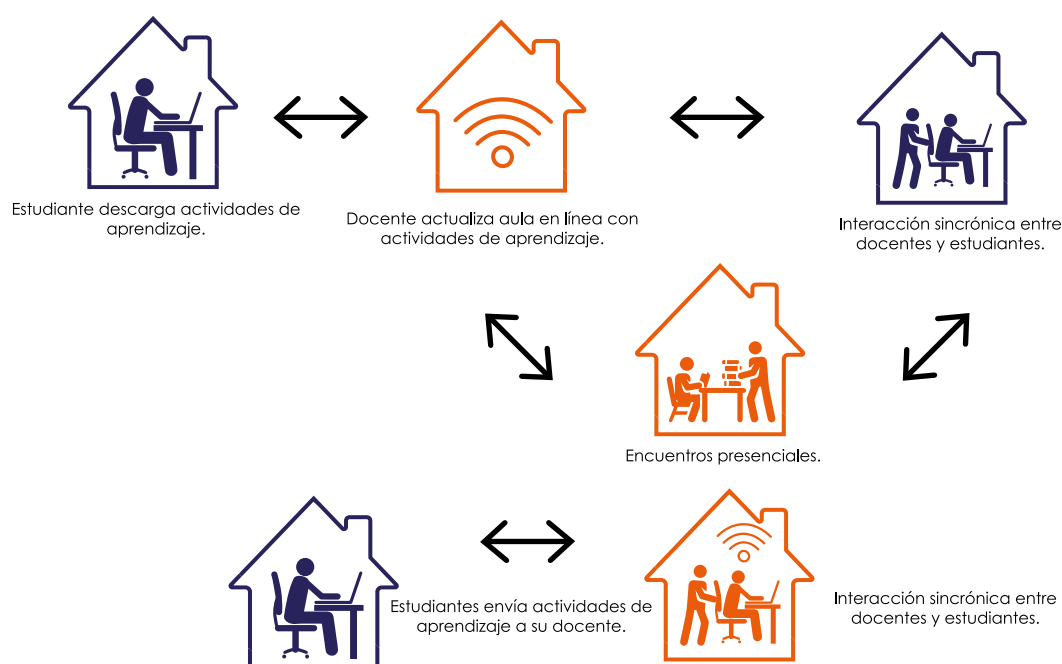 Estudiante descarga actividades de
aprendizaje.
Docente actualiza aula en línea con
actividades de aprendizaje.
Interacción sincrónica entre
docentes y estudiantes.
Encuentros presenciales.
Estudiantes envía actividades de
aprendizaje a su docente.
Interacción sincrónica entre
docentes y estudiantes.